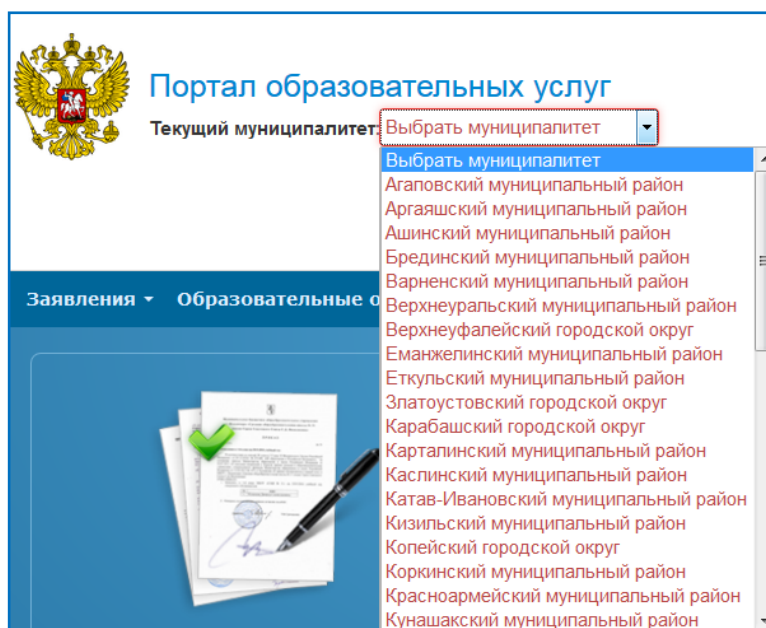 Портал образовательных услуг
Текущий муниципалитет:
Выбрать муниципалитет
Выбрать муниципалитет
Агаповский муниципальный район
Аргаяшский муниципальный район
Ашинский муниципальный район
Брединский муниципальный район
Варненский муниципальный район
Верхнеуральский муниципальный район
Верхнеуфалейский городской округ
Еманжелинский муниципальный район
Еткульский муниципальный район
Златоустовский городской округ
Карабашский городской округ
Карталинский муниципальный район
Каслинский муниципальный район
Катав-Ивановский муниципальный район
Кизильский муниципальный район
Копейский городской округ
Коркинский муниципальный район
Красноармейский муниципальный район
Кунашакский муниципальный район
Заявления
Образовательные о